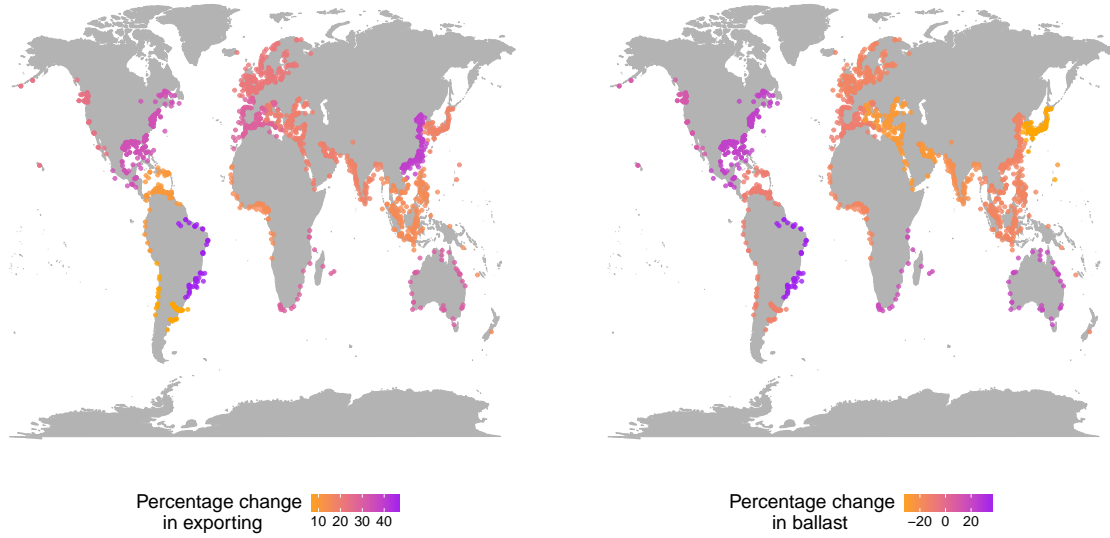 Percentage change
in exporting
10 20 30 40
Percentage change
in ballast
−20 0 20